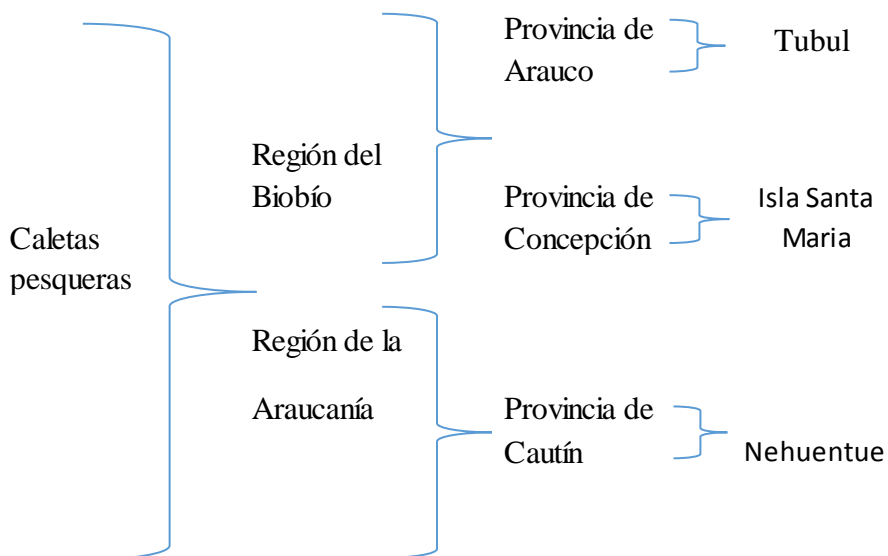 Caletas
pesqueras
Región del
Biobío
Provincia de
Arauco
Tubul
Provincia de
Concepción
Isla Santa
Maria
Región de la
Araucanía
Provincia de
Cautín
Nehuentue